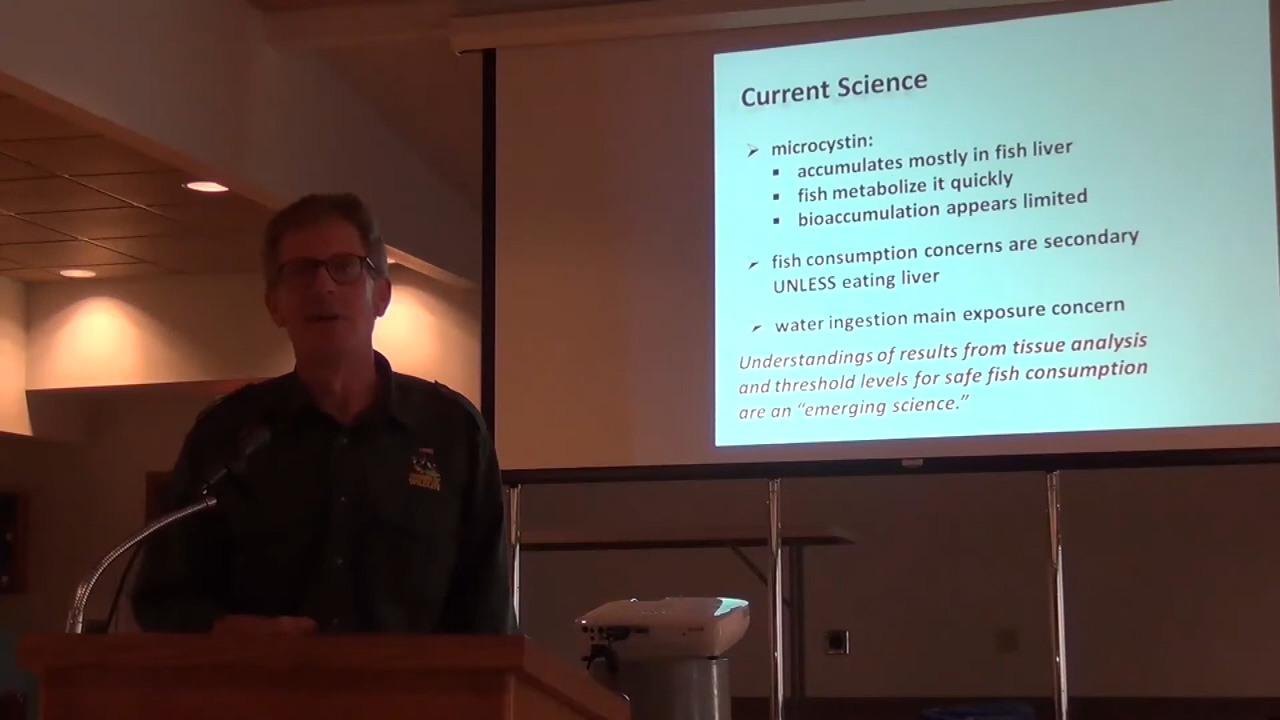 Current Science
microcystin:
accumulates mostly in fish liver
fish metabolize it quickly
bioaccumulation appears limited
fish consumption concerns are secondary
UNLESS eating liver
water ingestion main exposure concern
Understandings of results from tissue analysis
and threshold levels for safe fish consumption
are an “emerging science.”